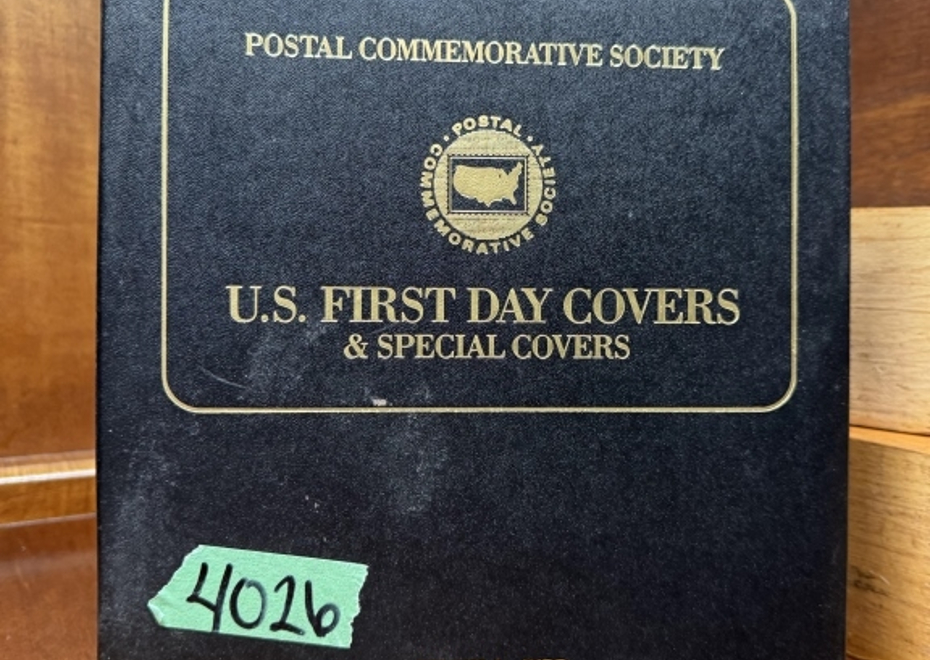 POSTAL COMMEMORATIVE SOCIETY
· POSTAL · COMMEMORATIVE SOCIETY
U.S. FIRST DAY COVERS
& SPECIAL COVERS
4026